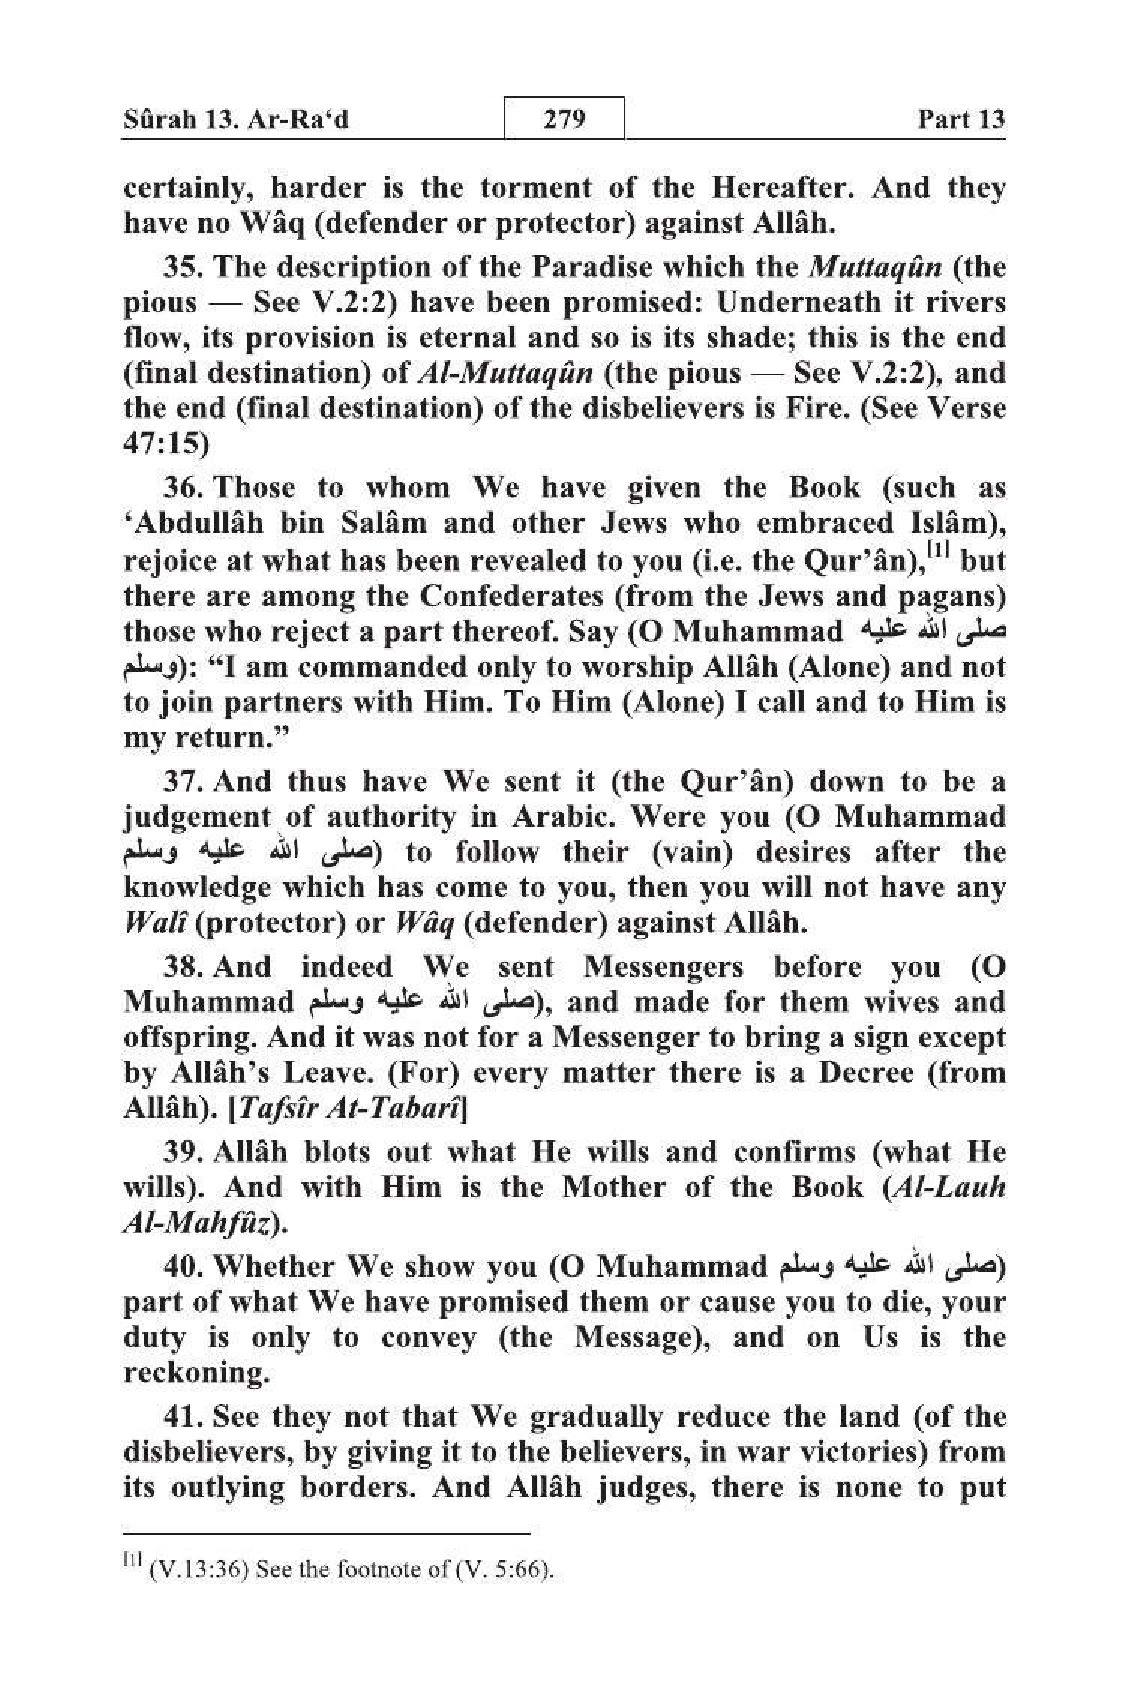 Sûrah 13. Ar-Ra‘d 279 Part 13
certainly, harder is the torment of the Hereafter. And they
have no Wâq (defender or protector) against Allâh.
35. The description of the Paradise which the Muttaqûn (the
pious — See V.2:2) have been promised: Underneath it rivers
flow, its provision is eternal and so is its shade; this is the end
(final destination) of Al-Muttaqûn (the pious — See V.2:2), and
the end (final destination) of the disbelievers is Fire. (See Verse
47:15)
36. Those to whom We have given the Book (such as
‘Abdullâh bin Salâm and other Jews who embraced Islâm),
rejoice at what has been revealed to you (i.e. the Qur’ân),[1] but
there are among the Confederates (from the Jews and pagans)
those who reject a part thereof. Say (O Muhammad صلى الله عليه
وسلم): “I am commanded only to worship Allâh (Alone) and not
to join partners with Him. To Him (Alone) I call and to Him is
my return.”
37. And thus have We sent it (the Qur’ân) down to be a
judgement of authority in Arabic. Were you (O Muhammad
صلى الله عليه وسلم) to follow their (vain) desires after the
knowledge which has come to you, then you will not have any
Walî (protector) or Wâq (defender) against Allâh.
38. And indeed We sent Messengers before you (O
Muhammad صلى الله عليه وسلم), and made for them wives and
offspring. And it was not for a Messenger to bring a sign except
by Allâh’s Leave. (For) every matter there is a Decree (from
Allâh). [Tafsîr At-Tabarî]
39. Allâh blots out what He wills and confirms (what He
wills). And with Him is the Mother of the Book (Al-Lauh
Al-Mahfûz).
40. Whether We show you (O Muhammad صلى الله عليه وسلم)
part of what We have promised them or cause you to die, your
duty is only to convey (the Message), and on Us is the
reckoning.
41. See they not that We gradually reduce the land (of the
disbelievers, by giving it to the believers, in war victories) from
its outlying borders. And Allâh judges, there is none to put
[1] (V.13:36) See the footnote of (V. 5:66).